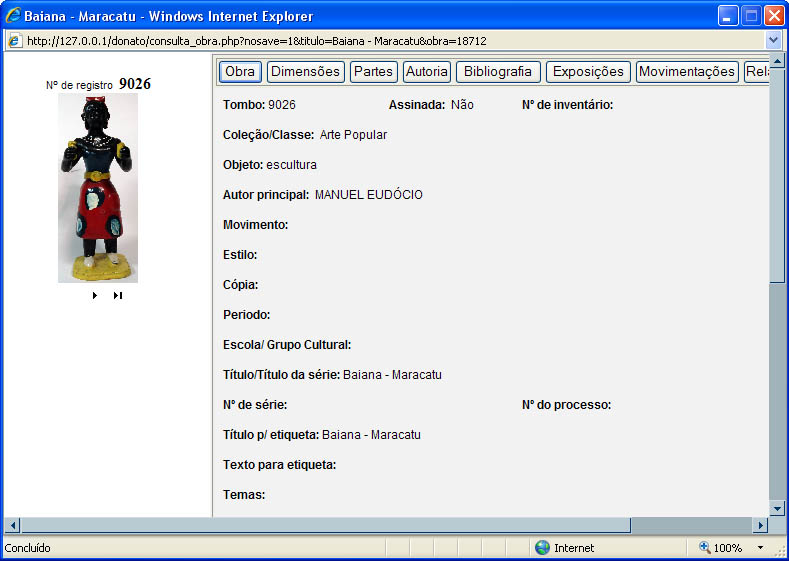 Baiana - Maracatu - Windows Internet Explorer
http://127.0.0.1/donato/consulta_obra.php?nosave=1&titulo=Baiana - Maracatu&obra=18712
Nº de registro 9026
Obra Dimensões Partes Autoria Bibliografia Exposições Movimentações Rela
Tombo: 9026 Assinada: Não Nº de inventário:
Coleção/Classe: Arte Popular
Objeto: escultura
Autor principal: MANUEL EUDÓCIO
Movimento:
Estilo:
Cópia:
Periodo:
Escola/ Grupo Cultural:
Título/Título da série: Baiana - Maracatu
Nº de série: Nº do processo:
Título p/ etiqueta: Baiana - Maracatu
Texto para etiqueta:
Temas:
Concluído Internet 100%